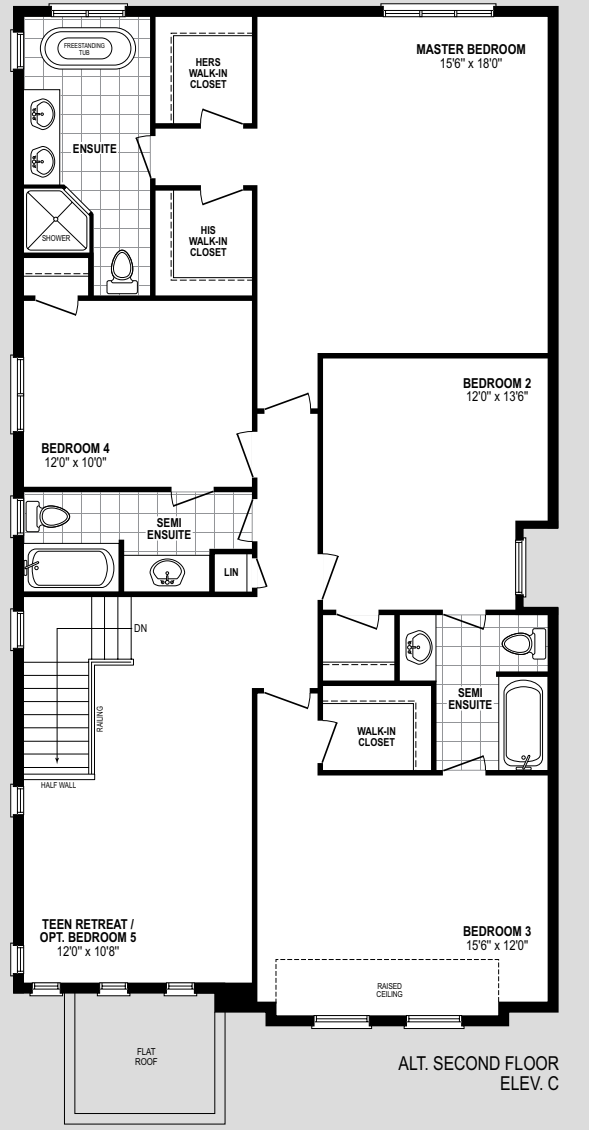 FREESTANDING
TUB
HERS
WALK-IN
CLOSET
MASTER BEDROOM
15'6" x 18'0"
ENSUITE
SHOWER
HIS
WALK-IN
CLOSET
BEDROOM 2
12'0" x 13'6"
BEDROOM 4
12'0" x 10'0"
SEMI
ENSUITE
LIN
DN
RAILING
HALF WALL
SEMI
ENSUITE
WALK-IN
CLOSET
TEEN RETREAT /
OPT. BEDROOM 5
12'0" x 10'8"
BEDROOM 3
15'6" x 12'0"
RAISED
CEILING
FLAT
ROOF
ALT. SECOND FLOOR
ELEV. C